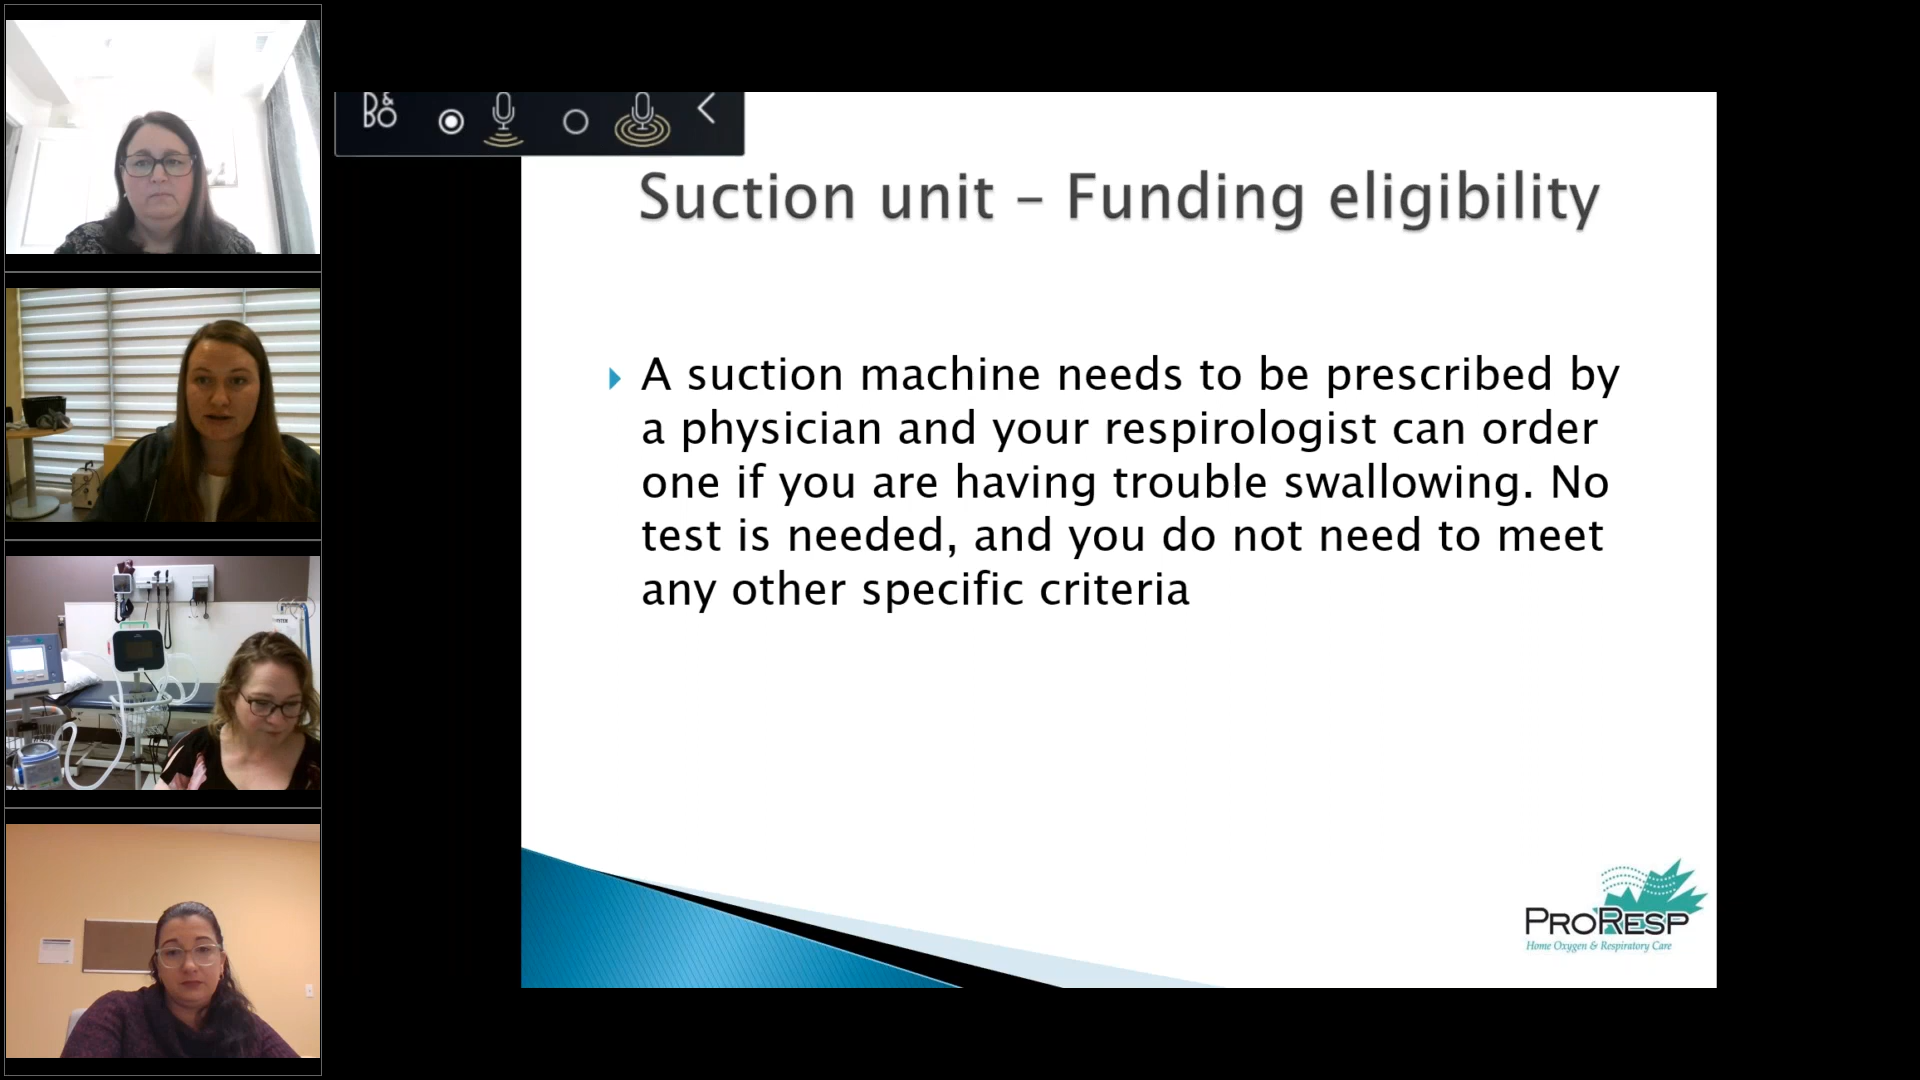 B&O
Suction unit – Funding eligibility
A suction machine needs to be prescribed by
a physician and your respirologist can order
one if you are having trouble swallowing. No
test is needed, and you do not need to meet
any other specific criteria
PRORESP
Home Oxygen & Respiratory Care